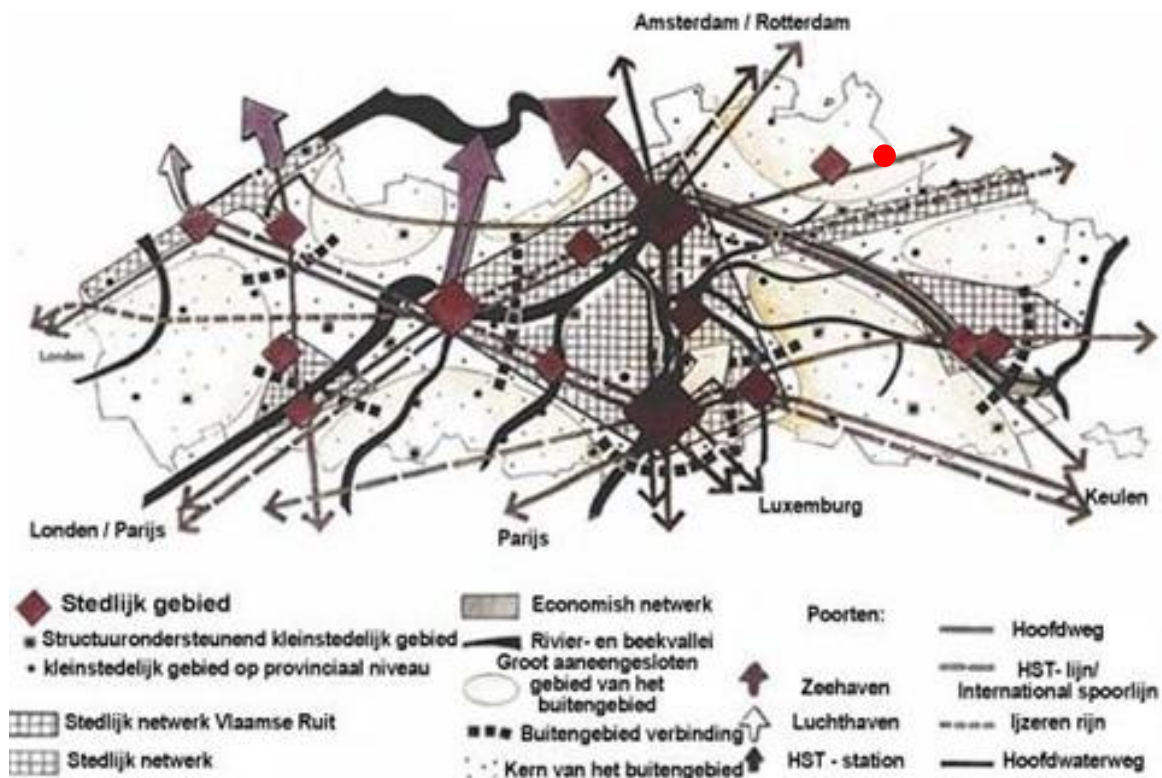 Amsterdam / Rotterdam
Londen
Londen / Parijs
Parijs
Luxemburg
Keulen
Stedlijk gebied
Structuurondersteunend kleinstedelijk gebied
kleinstedelijk gebied op provinciaal niveau
Stedlijk netwerk Vlaamse Ruit
Stedlijk netwerk
Economish netwerk
Rivier- en beekvallei
Groot aaneengesloten
gebied van het
buitengebied
Buitengebied verbinding
Kern van het buitengebied
Poorten:
Zeehaven
Luchthaven
HST - station
Hoofdweg
HST- lijn/
International spoorlijn
Ijzeren rijn
Hoofdwaterweg